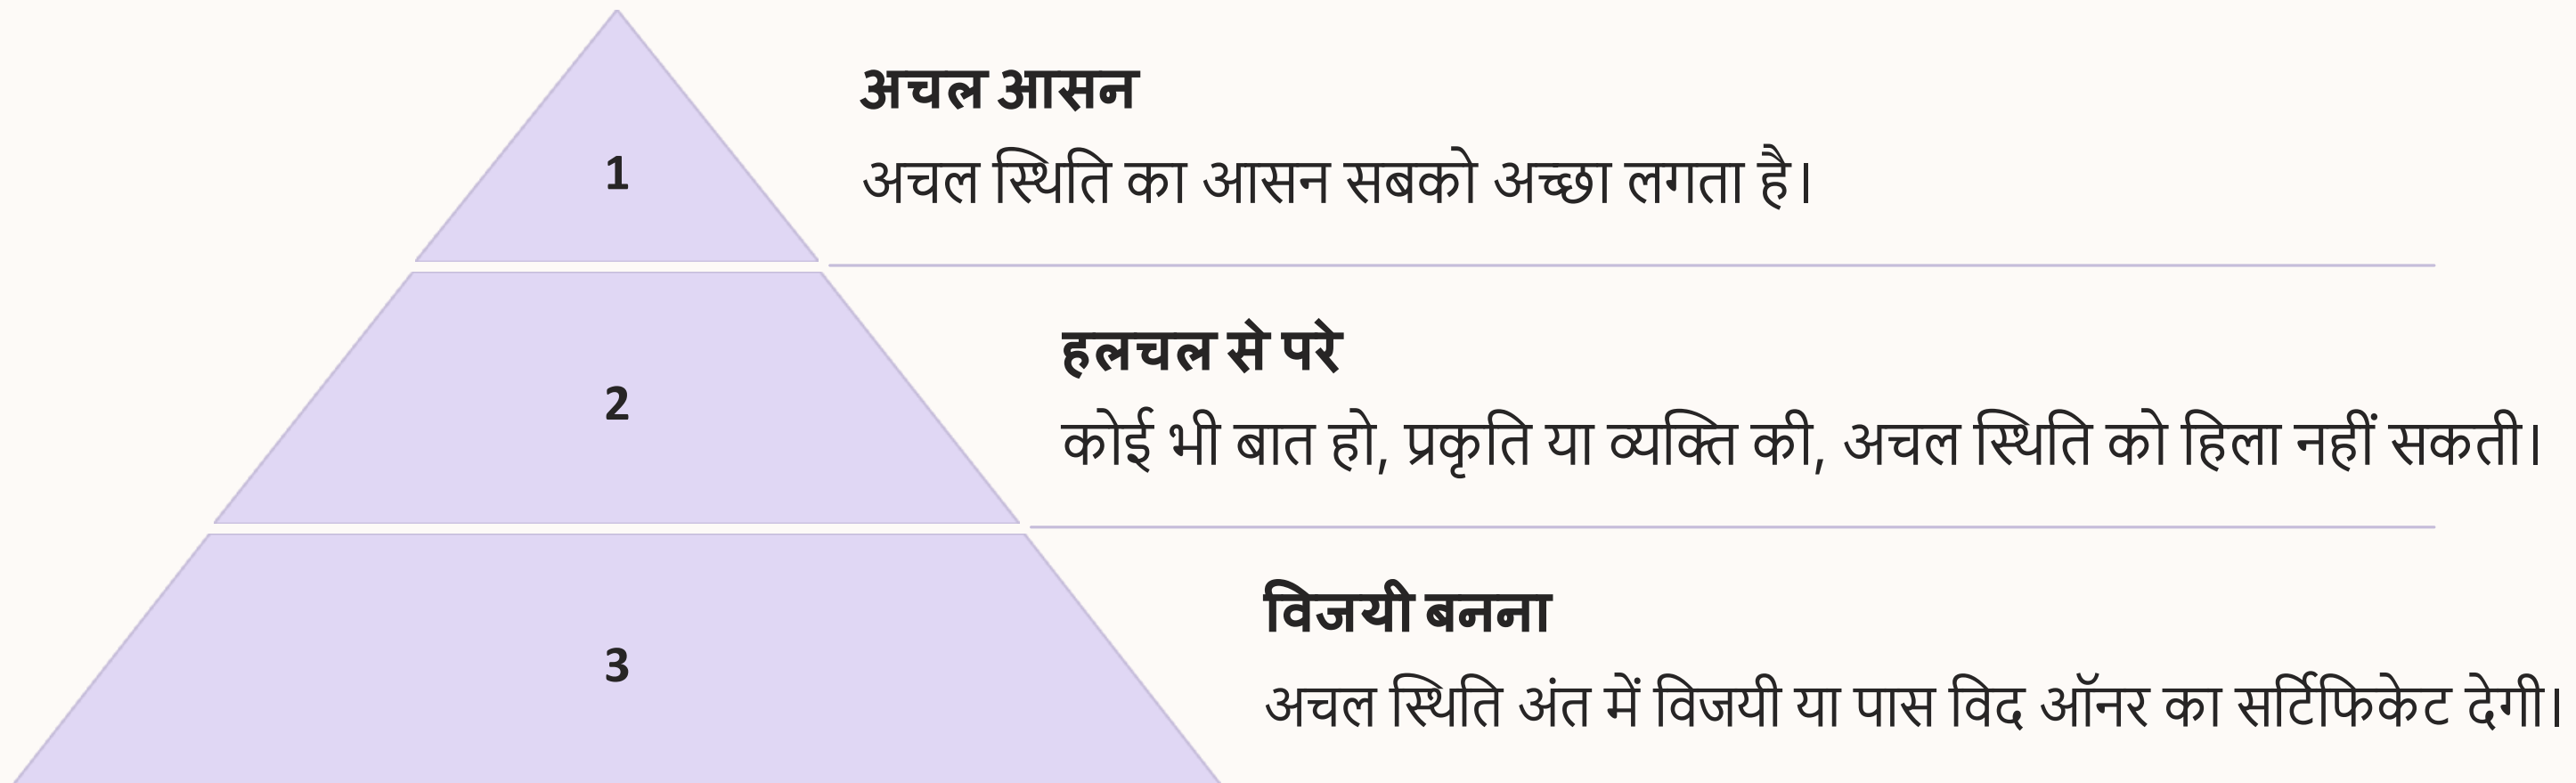 1
अचल आसन
अचल स्थिति का आसन सबको अच्छा लगता है।
2
हलचल से परे
कोई भी बात हो, प्रकृति या व्यक्ति की, अचल स्थिति को हिला नहीं सकती।
3
विजयी बनना
अचल स्थिति अंत में विजयी या पास विद ऑनर का सर्टिफिकेट देगी।